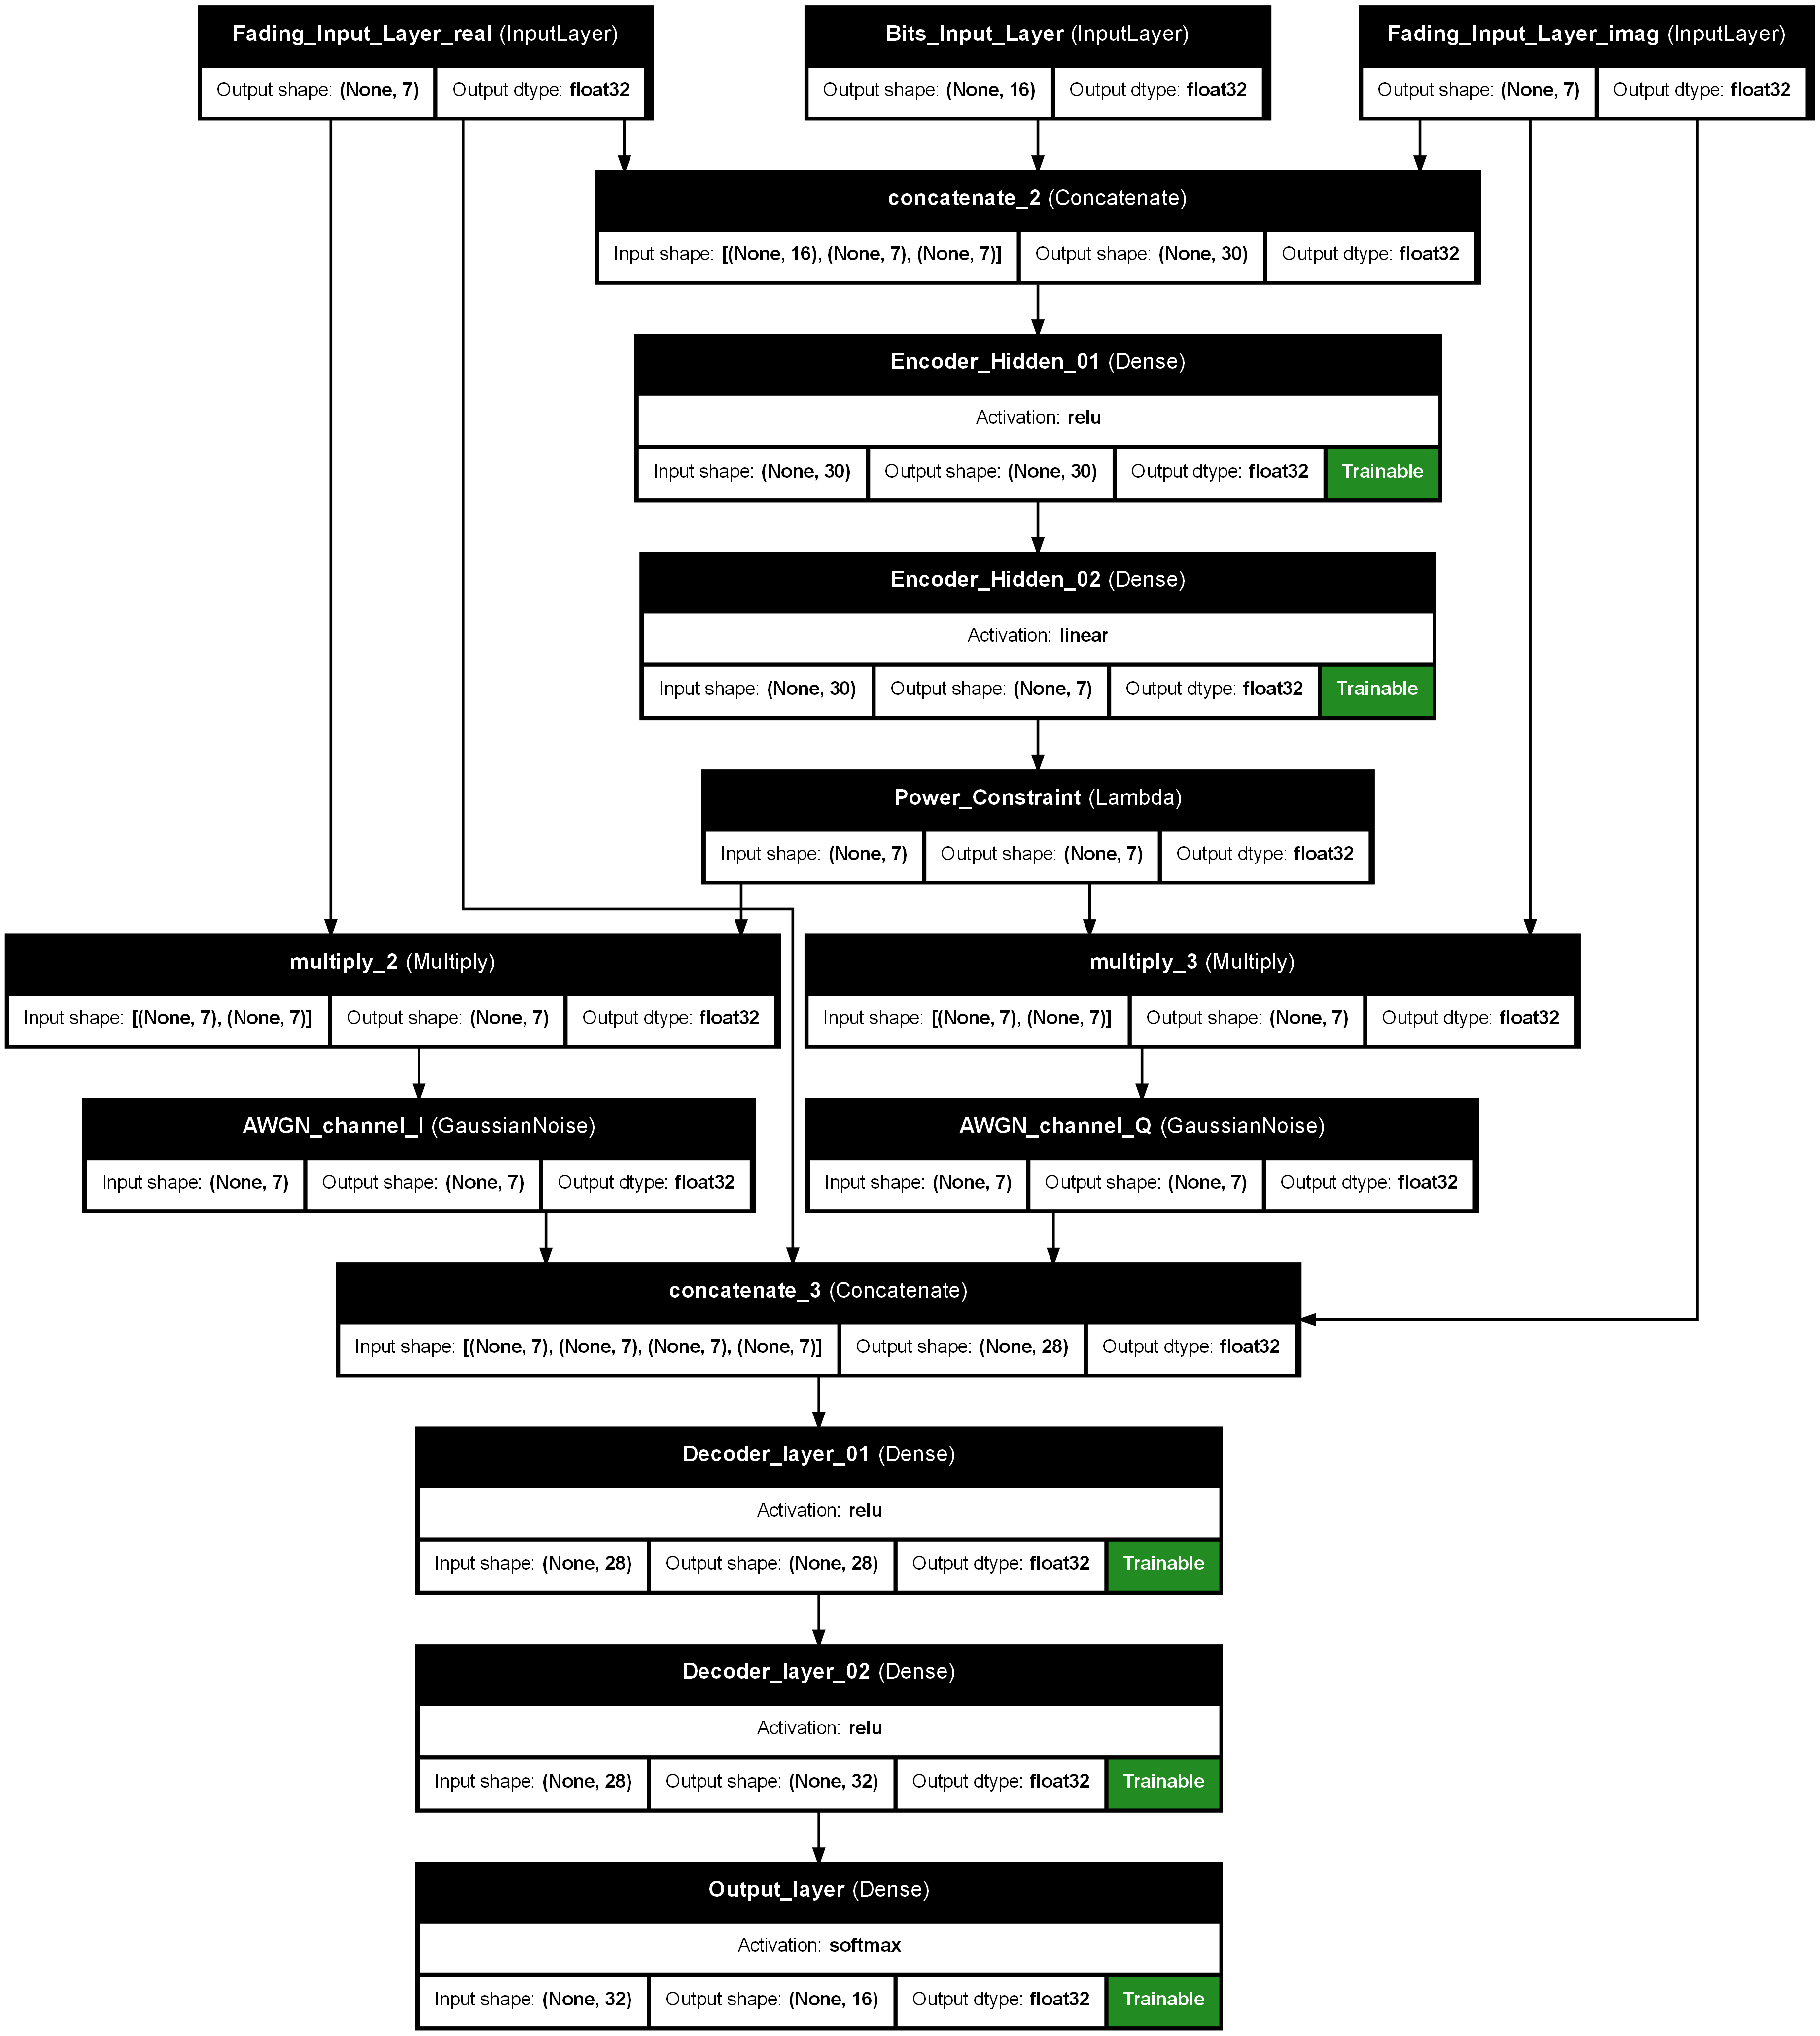 Fading_Input_Layer_real (InputLayer)
Output shape: (None, 7) Output dtype: float32
Bits_Input_Layer (InputLayer)
Output shape: (None, 16) Output dtype: float32
Fading_Input_Layer_imag (InputLayer)
Output shape: (None, 7) Output dtype: float32
concatenate_2 (Concatenate)
Input shape: [(None, 16), (None, 7), (None, 7)] Output shape: (None, 30) Output dtype: float32
Encoder_Hidden_01 (Dense)
Activation: relu
Input shape: (None, 30) Output shape: (None, 30) Output dtype: float32 Trainable
Encoder_Hidden_02 (Dense)
Activation: linear
Input shape: (None, 30) Output shape: (None, 7) Output dtype: float32 Trainable
Power_Constraint (Lambda)
Input shape: (None, 7) Output shape: (None, 7) Output dtype: float32
multiply_2 (Multiply)
Input shape: [(None, 7), (None, 7)] Output shape: (None, 7) Output dtype: float32
multiply_3 (Multiply)
Input shape: [(None, 7), (None, 7)] Output shape: (None, 7) Output dtype: float32
AWGN_channel_I (GaussianNoise)
Input shape: (None, 7) Output shape: (None, 7) Output dtype: float32
AWGN_channel_Q (GaussianNoise)
Input shape: (None, 7) Output shape: (None, 7) Output dtype: float32
concatenate_3 (Concatenate)
Input shape: [(None, 7), (None, 7), (None, 7), (None, 7)] Output shape: (None, 28) Output dtype: float32
Decoder_layer_01 (Dense)
Activation: relu
Input shape: (None, 28) Output shape: (None, 28) Output dtype: float32 Trainable
Decoder_layer_02 (Dense)
Activation: relu
Input shape: (None, 28) Output shape: (None, 32) Output dtype: float32 Trainable
Output_layer (Dense)
Activation: softmax
Input shape: (None, 32) Output shape: (None, 16) Output dtype: float32 Trainable